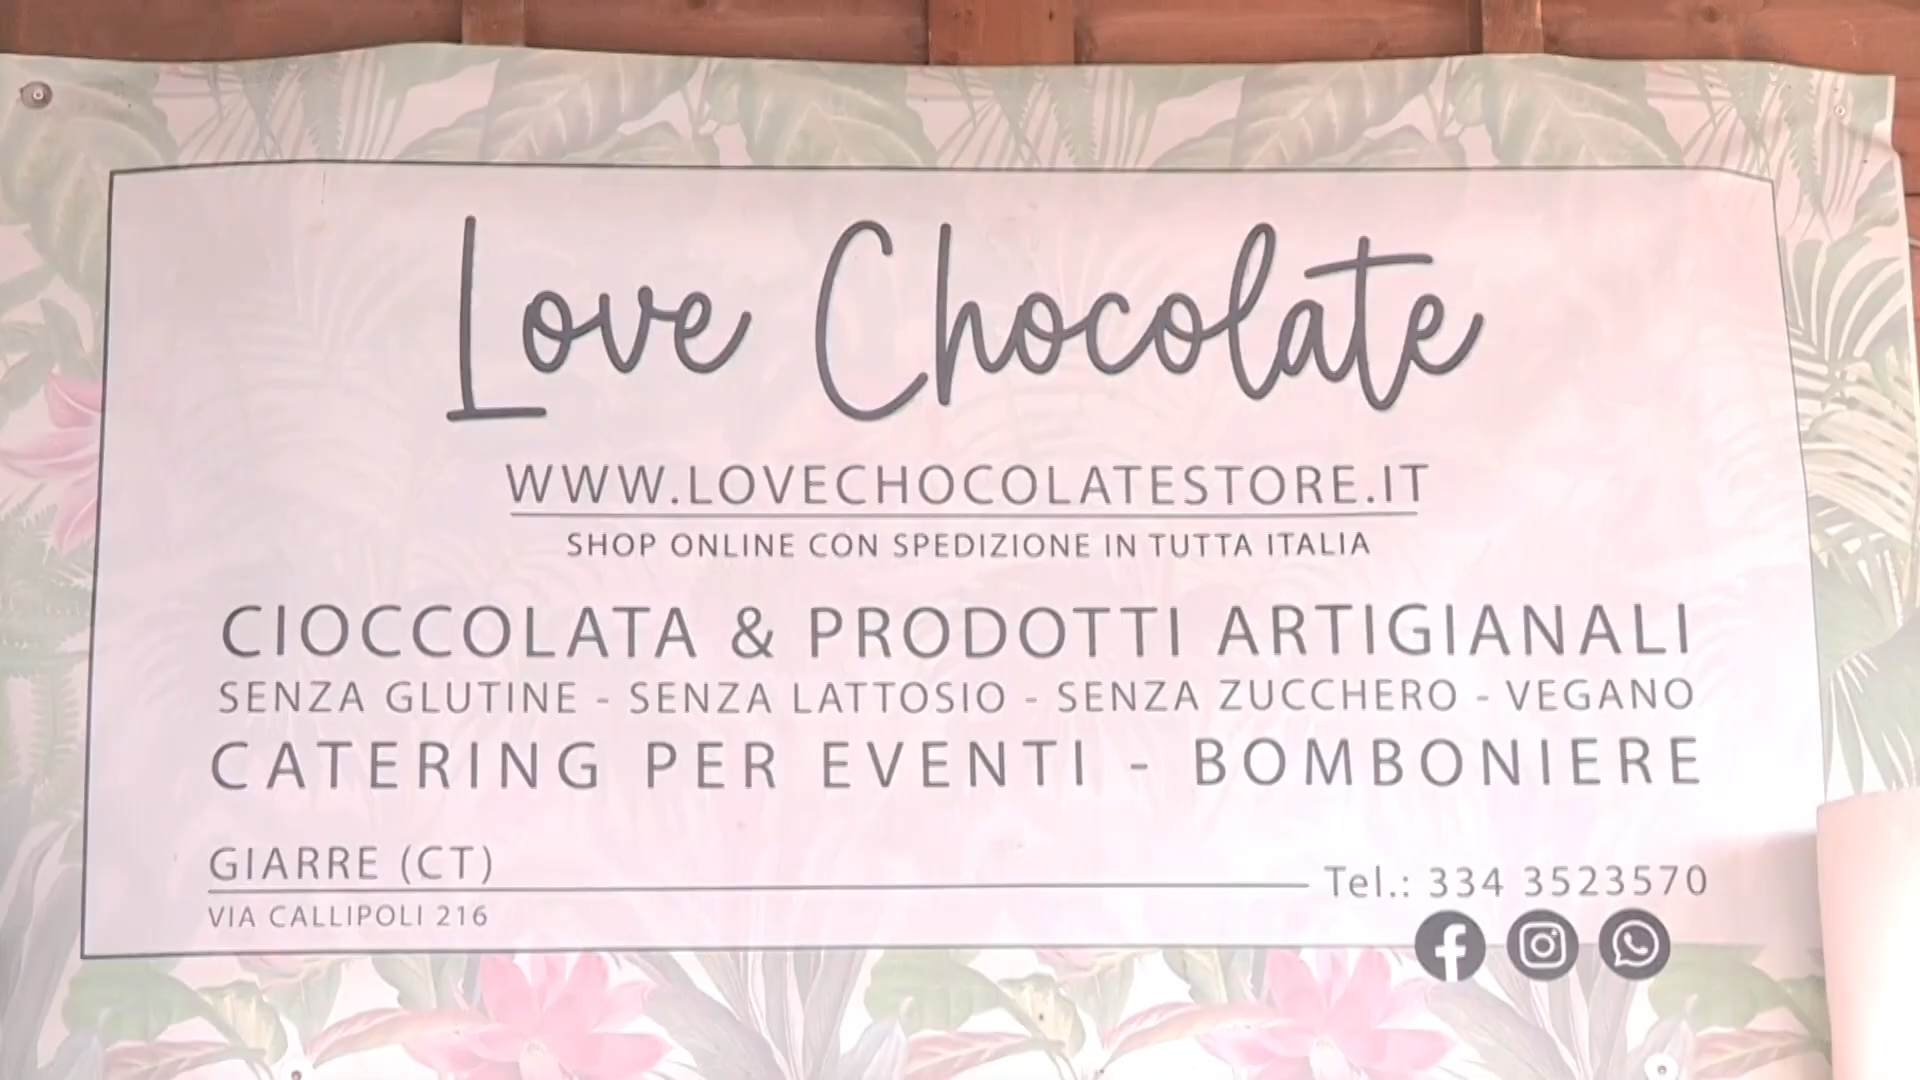 Love Chocolate
WWW.LOVECHOCOLATESTORE.IT
SHOP ONLINE CON SPEDIZIONE IN TUTTA ITALIA
CIOCCOLATA & PRODOTTI ARTIGIANALI
SENZA GLUTINE - SENZA LATTOSIO - SENZA ZUCCHERO - VEGANO
CATERING PER EVENTI - BOMBONIERE
GIARRE (CT)
VIA CALLIPOLI 216
Tel.: 334 3523570